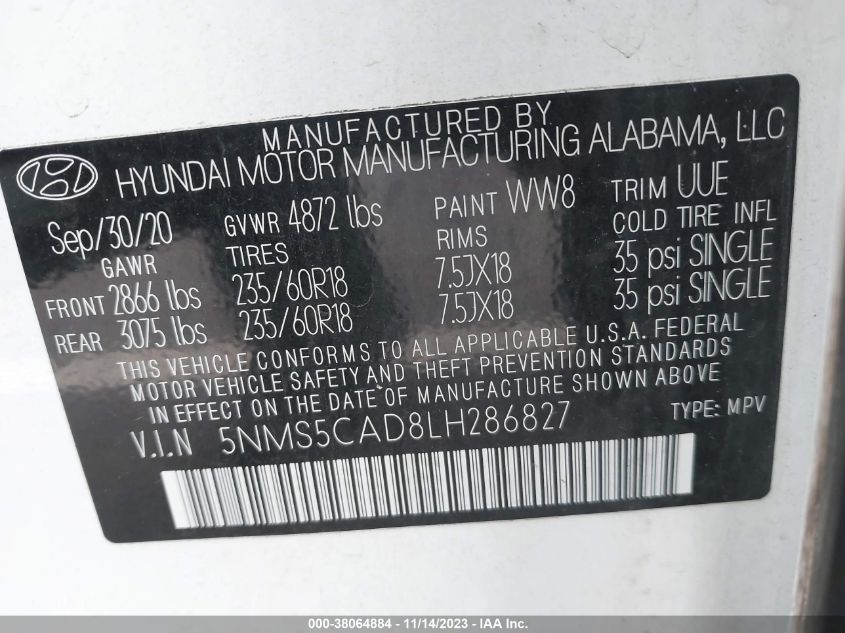 MANUFACTURED BY
HYUNDAI MOTOR MANUFACTURING ALABAMA, LLC
Sep/30/20 GVWR 4872 lbs PAINT WW8 TRIM UUE
GAWR TIRES RIMS COLD TIRE INFL
FRONT 2866 lbs 235/60R18 7.5JX18 35 psi SINGLE
REAR 3075 lbs 235/60R18 7.5JX18 35 psi SINGLE
THIS VEHICLE CONFORMS TO ALL APPLICABLE U.S.A. FEDERAL
MOTOR VEHICLE SAFETY AND THEFT PREVENTION STANDARDS
IN EFFECT ON THE DATE OF MANUFACTURE SHOWN ABOVE
V.I.N 5NMS5CAD8LH286827 TYPE: MPV
000-38064884 - 11/14/2023 - IAAI Inc.